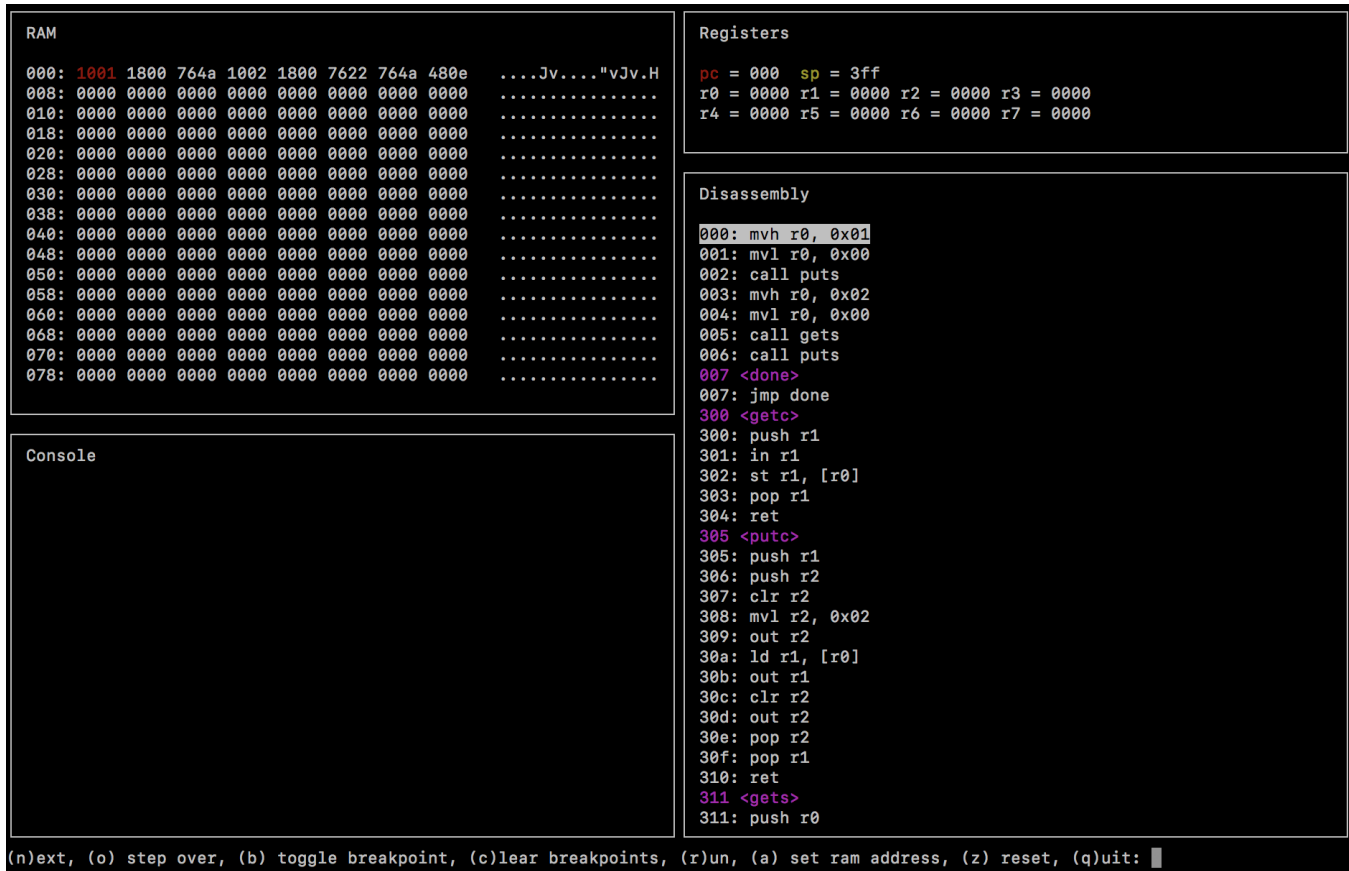 RAM
000: 1001 1800 764a 1002 1800 7622 764a 480e ....Jv...."vJv.H
008: 0000 0000 0000 0000 0000 0000 0000 0000 ................
010: 0000 0000 0000 0000 0000 0000 0000 0000 ................
018: 0000 0000 0000 0000 0000 0000 0000 0000 ................
020: 0000 0000 0000 0000 0000 0000 0000 0000 ................
028: 0000 0000 0000 0000 0000 0000 0000 0000 ................
030: 0000 0000 0000 0000 0000 0000 0000 0000 ................
038: 0000 0000 0000 0000 0000 0000 0000 0000 ................
040: 0000 0000 0000 0000 0000 0000 0000 0000 ................
048: 0000 0000 0000 0000 0000 0000 0000 0000 ................
050: 0000 0000 0000 0000 0000 0000 0000 0000 ................
058: 0000 0000 0000 0000 0000 0000 0000 0000 ................
060: 0000 0000 0000 0000 0000 0000 0000 0000 ................
068: 0000 0000 0000 0000 0000 0000 0000 0000 ................
070: 0000 0000 0000 0000 0000 0000 0000 0000 ................
078: 0000 0000 0000 0000 0000 0000 0000 0000 ................
Console
Registers
pc = 000 sp = 3ff
r0 = 0000 r1 = 0000 r2 = 0000 r3 = 0000
r4 = 0000 r5 = 0000 r6 = 0000 r7 = 0000
Disassembly
000: mvh r0, 0x01
001: mvl r0, 0x00
002: call puts
003: mvh r0, 0x02
004: mvl r0, 0x00
005: call gets
006: call puts
007 <done>
007: jmp done
300 <getc>
300: push r1
301: in r1
302: st r1, [r0]
303: pop r1
304: ret
305 <putc>
305: push r1
306: push r2
307: clr r2
308: mvl r2, 0x02
309: out r2
30a: ld r1, [r0]
30b: out r1
30c: clr r2
30d: out r2
30e: pop r2
30f: pop r1
310: ret
311 <gets>
311: push r0
(n)ext, (o) step over, (b) toggle breakpoint, (c)lear breakpoints, (r)un, (a) set ram address, (z) reset, (q)uit: